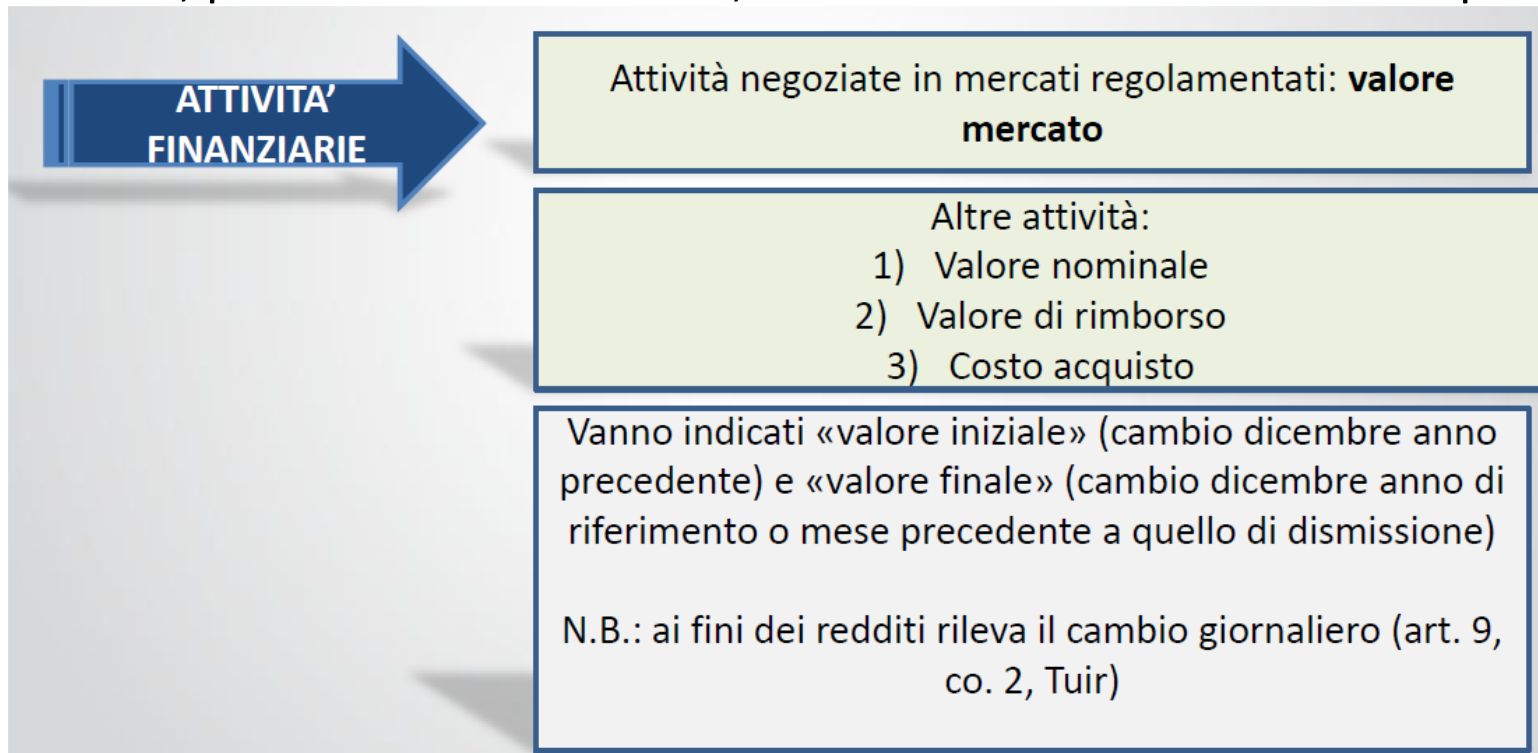 ATTIVITA’
FINANZIARIE
Attività negoziate in mercati regolamentati: valore
mercato
Altre attività:
1) Valore nominale
2) Valore di rimborso
3) Costo acquisto
Vanno indicati «valore iniziale» (cambio dicembre anno
precedente) e «valore finale» (cambio dicembre anno di
riferimento o mese precedente a quello di dismissione)
N.B.: ai fini dei redditi rileva il cambio giornaliero (art. 9,
co. 2, Tuir)